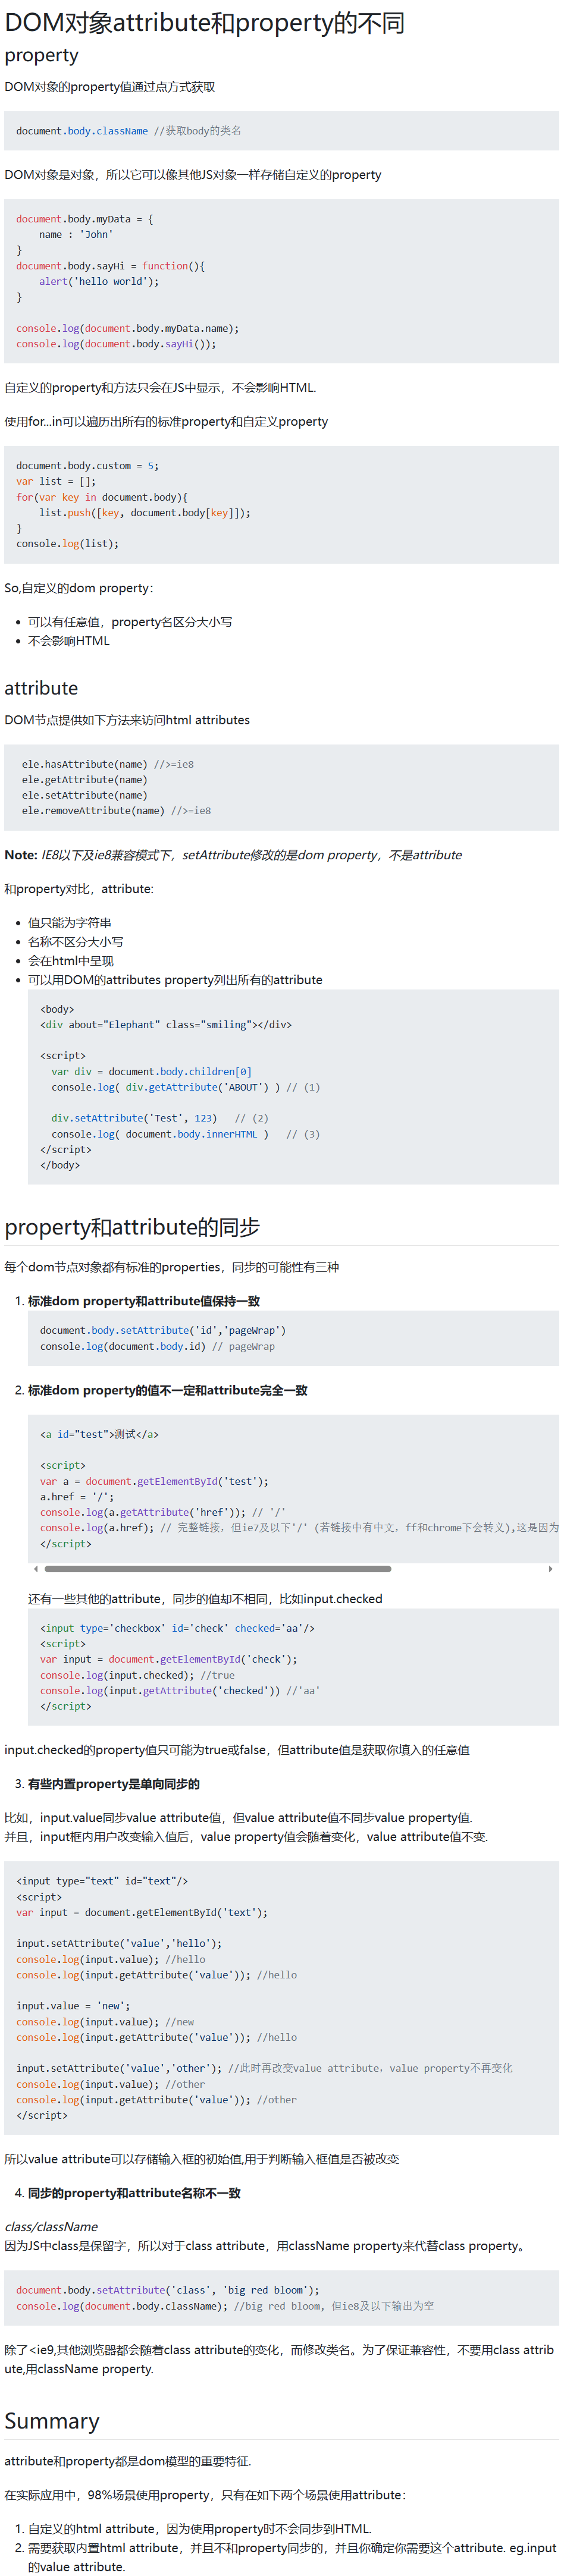 DOM对象attribute和property的不同
property
DOM对象的property值通过点方式获取
document.body.className //获取body的类名
DOM对象是对象，所以它可以像其他JS对象一样存储自定义的property
document.body.myData = {
    name : 'John'
}
document.body.sayHi = function(){
    alert('hello world');
}

console.log(document.body.myData.name);
console.log(document.body.sayHi());
自定义的property和方法只会在JS中显示，不会影响HTML.
使用for...in可以遍历出所有的标准property和自定义property
document.body.custom = 5;
var list = [];
for(var key in document.body){
    list.push([key, document.body[key]]);
}
console.log(list);
So,自定义的dom property：
• 可以有任意值，property名区分大小写
• 不会影响HTML
attribute
DOM节点提供如下方法来访问html attributes
ele.hasAttribute(name) //>=ie8
ele.getAttribute(name)
ele.setAttribute(name)
ele.removeAttribute(name) //>=ie8
Note: IE8以下及ie8兼容模式下，setAttribute修改的是dom property，不是attribute
和property对比，attribute:
• 值只能为字符串
• 名称不区分大小写
• 会在html中呈现
• 可以用DOM的attributes property列出所有的attribute
<body>
<div about="Elephant" class="smiling"></div>

<script>
  var div = document.body.children[0]
  console.log( div.getAttribute('ABOUT') ) // (1)

  div.setAttribute('Test', 123)   // (2)
  console.log( document.body.innerHTML )   // (3)
</script>
</body>
property和attribute的同步
每个dom节点对象都有标准的properties，同步的可能性有三种
1. 标准dom property和attribute值保持一致
document.body.setAttribute('id','pageWrap')
console.log(document.body.id) // pageWrap
2. 标准dom property的值不一定和attribute完全一致
<a id="test">测试</a>

<script>
var a = document.getElementById('test');
a.href = '/';
console.log(a.getAttribute('href')); // '/'
console.log(a.href); // 完整链接，但ie7及以下'/' (若链接中有中文，ff和chrome下会转义),这是因为
</script>
还有一些其他的attribute，同步的值却不相同，比如input.checked
<input type='checkbox' id='check' checked='aa'/>
<script>
var input = document.getElementById('check');
console.log(input.checked); //true
console.log(input.getAttribute('checked')) //'aa'
</script>
input.checked的property值只可能为true或false，但attribute值是获取你填入的任意值
3. 有些内置property是单向同步的
比如，input.value同步value attribute值，但value attribute值不同步value property值.
并且，input框内用户改变输入值后，value property值会随着变化，value attribute值不变.
<input type="text" id="text"/>
<script>
var input = document.getElementById('text');

input.setAttribute('value','hello');
console.log(input.value); //hello
console.log(input.getAttribute('value')); //hello

input.value = 'new';
console.log(input.value); //new
console.log(input.getAttribute('value')); //hello

input.setAttribute('value','other'); //此时再改变value attribute，value property不再变化
console.log(input.value); //other
console.log(input.getAttribute('value')); //other
</script>
所以value attribute可以存储输入框的初始值,用于判断输入框值是否被改变
4. 同步的property和attribute名称不一致
class/className
因为JS中class是保留字，所以对于class attribute，用className property来代替class property。
document.body.setAttribute('class', 'big red bloom');
console.log(document.body.className); //big red bloom, 但ie8及以下输出为空
除了<ie9,其他浏览器都会随着class attribute的变化，而修改类名。为了保证兼容性，不要用class attrib
ute,用className property.
Summary
attribute和property都是dom模型的重要特征.
在实际应用中，98%场景使用property，只有在如下两个场景使用attribute：
1. 自定义的html attribute，因为使用property时不会同步到HTML.
2. 需要获取内置html attribute，并且不和property同步的，并且你确定你需要这个attribute. eg.input
的value attribute.